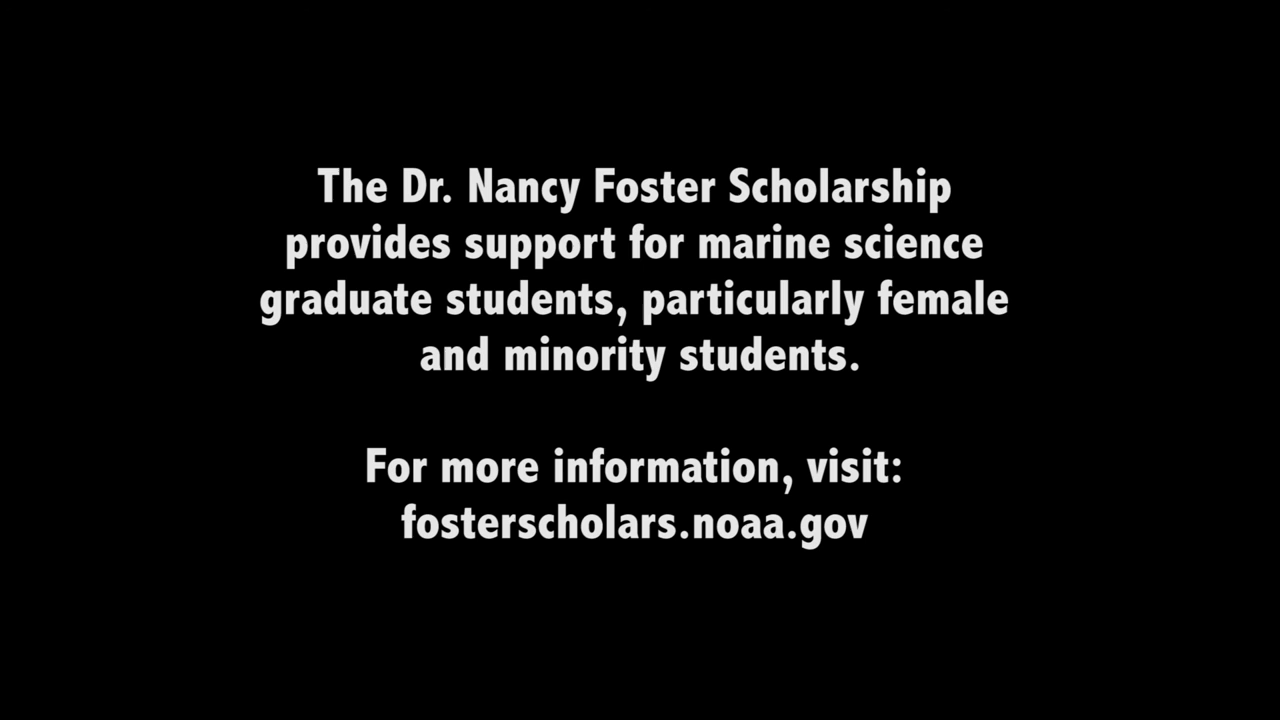 The Dr. Nancy Foster Scholarship
provides support for marine science
graduate students, particularly female
and minority students.
For more information, visit:
fosterscholars.noaa.gov